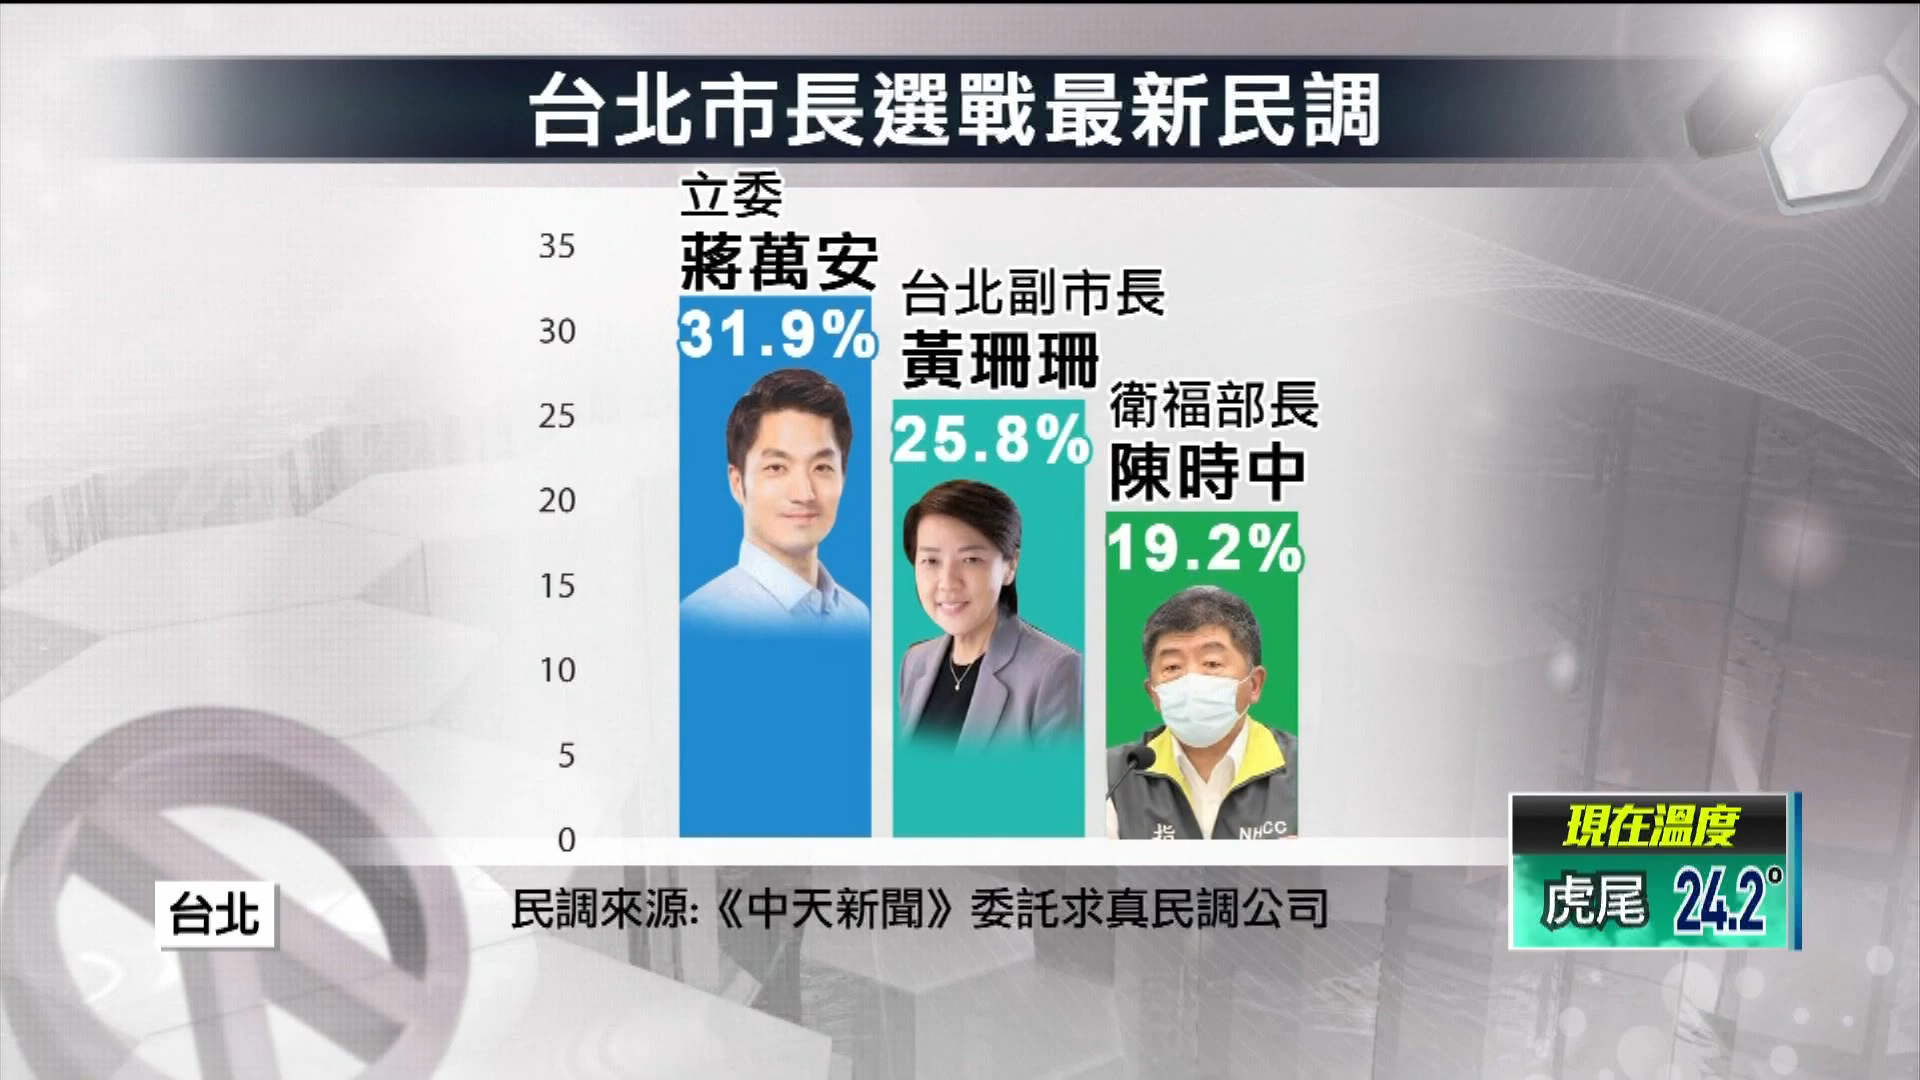 台北市長選戰最新民調
立委
蔣萬安
31.9%
台北副市長
黃珊珊
25.8%
衛福部長
陳時中
19.2%
35
30
25
20
15
10
5
0
指
NHCC
民調來源:《中天新聞》委託求真民調公司
台北
現在溫度
虎尾 24.2°